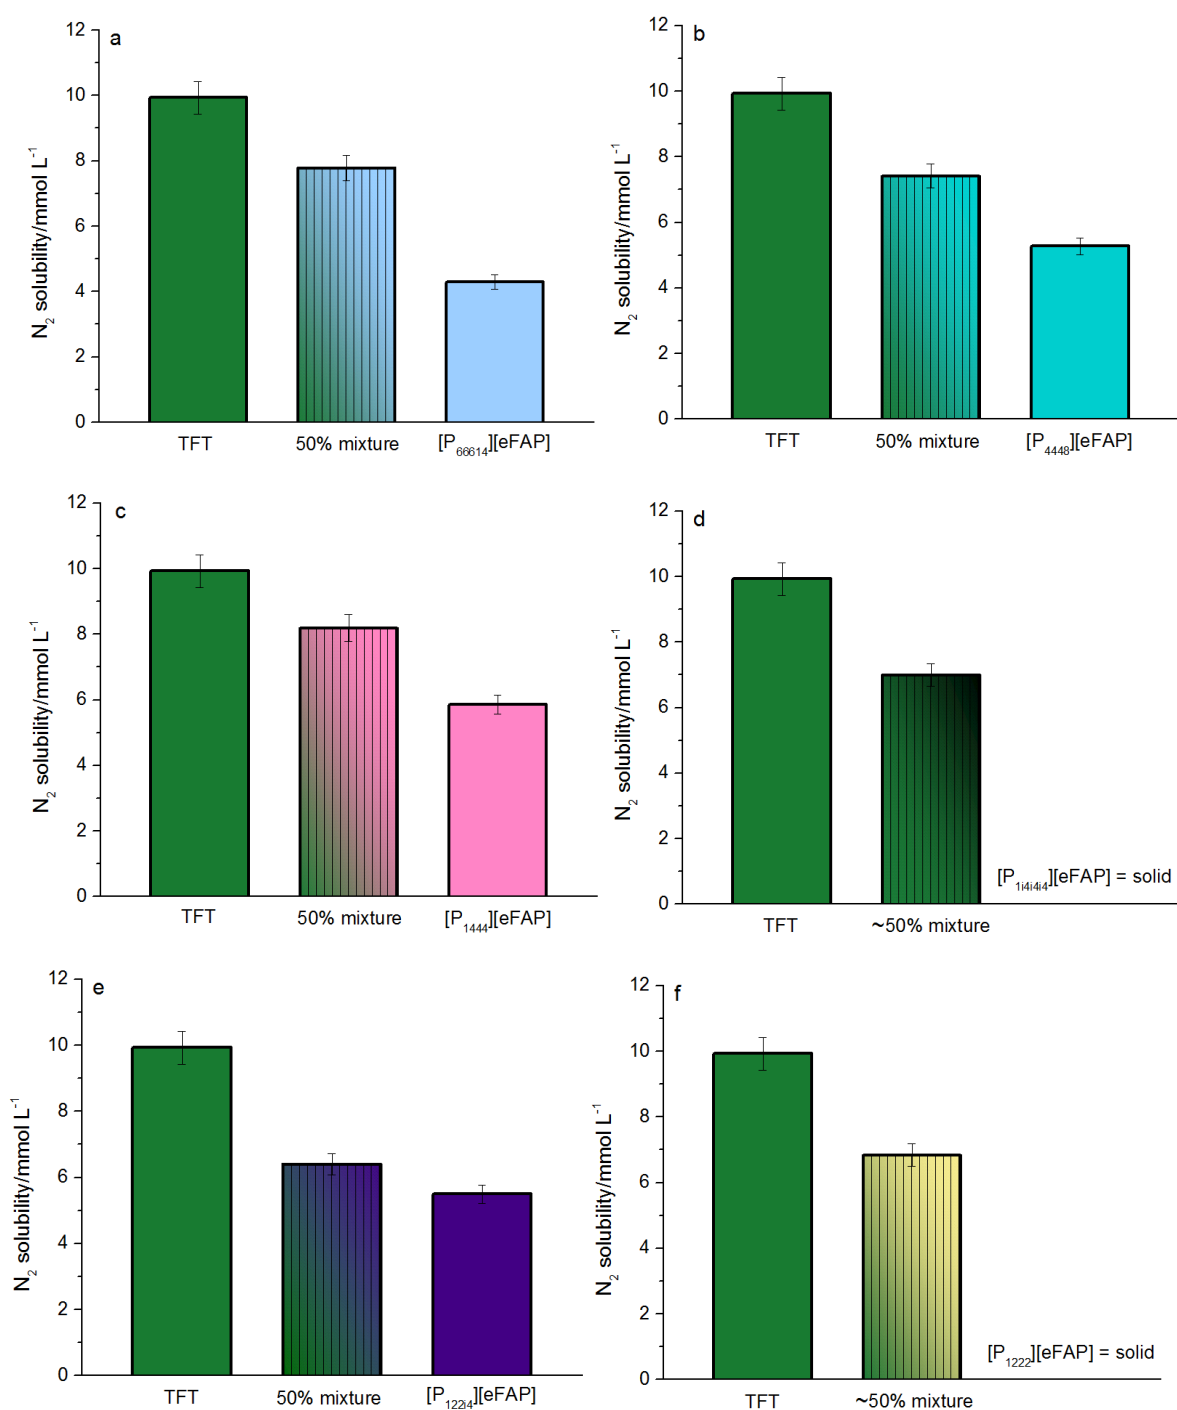 a
12
10
8
6
4
2
0
N₂ solubility/mmol L⁻¹
TFT 50% mixture [P₆₆₆₁₄][eFAP]
b
12
10
8
6
4
2
0
N₂ solubility/mmol L⁻¹
TFT 50% mixture [P₄₄₄₈][eFAP]
c
12
10
8
6
4
2
0
N₂ solubility/mmol L⁻¹
TFT 50% mixture [P₁₄₄₄][eFAP]
d
10
8
6
4
2
0
12
N₂ solubility/mmol L⁻¹
[P₁ᵢ₄ᵢ₄ᵢ₄][eFAP] = solid
TFT ~50% mixture
e
12
10
8
6
4
2
0
N₂ solubility/mmol L⁻¹
TFT 50% mixture [P₁₂₂ᵢ₄][eFAP]
f
12
10
8
6
4
2
0
N₂ solubility/mmol L⁻¹
[P₁₂₂₂][eFAP] = solid
TFT ~50% mixture